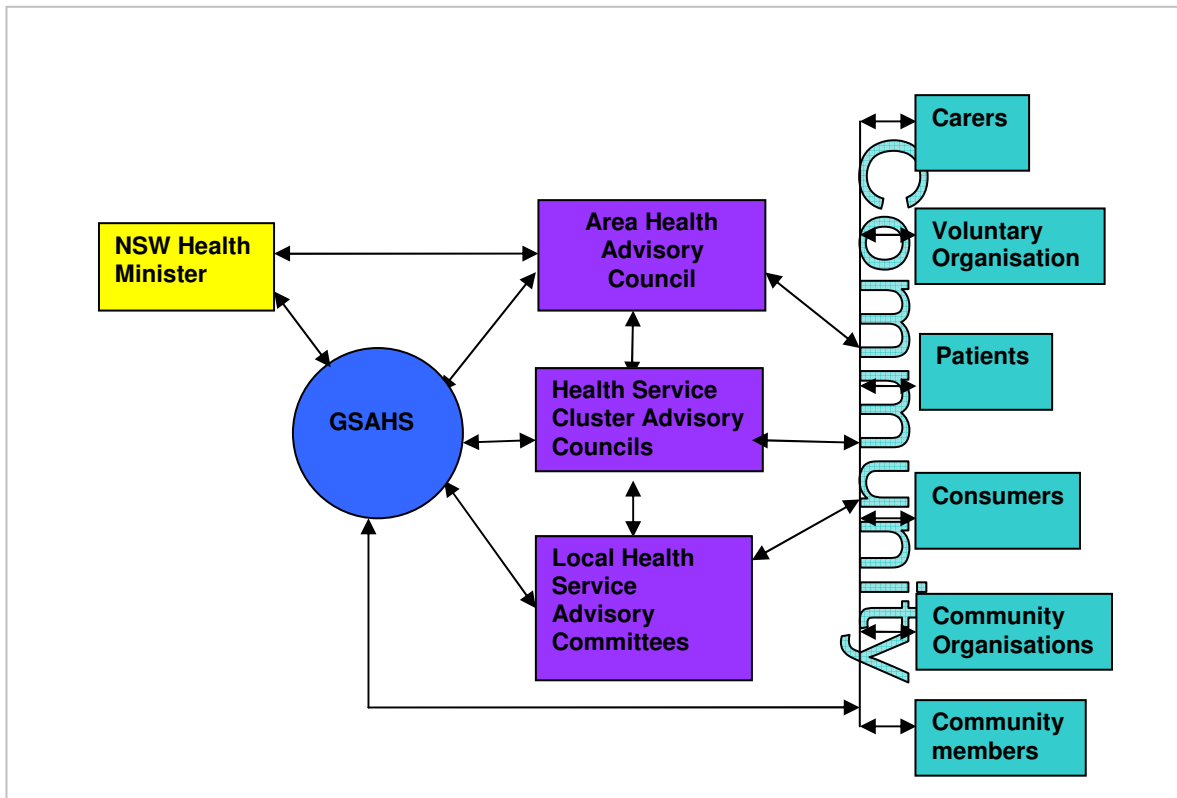 NSW Health
Minister
GSAHS
Area Health
Advisory
Council
Health Service
Cluster Advisory
Councils
Local Health
Service
Advisory
Committees
Community
Carers
Voluntary
Organisation
Patients
Consumers
Community
Organisations
Community
members